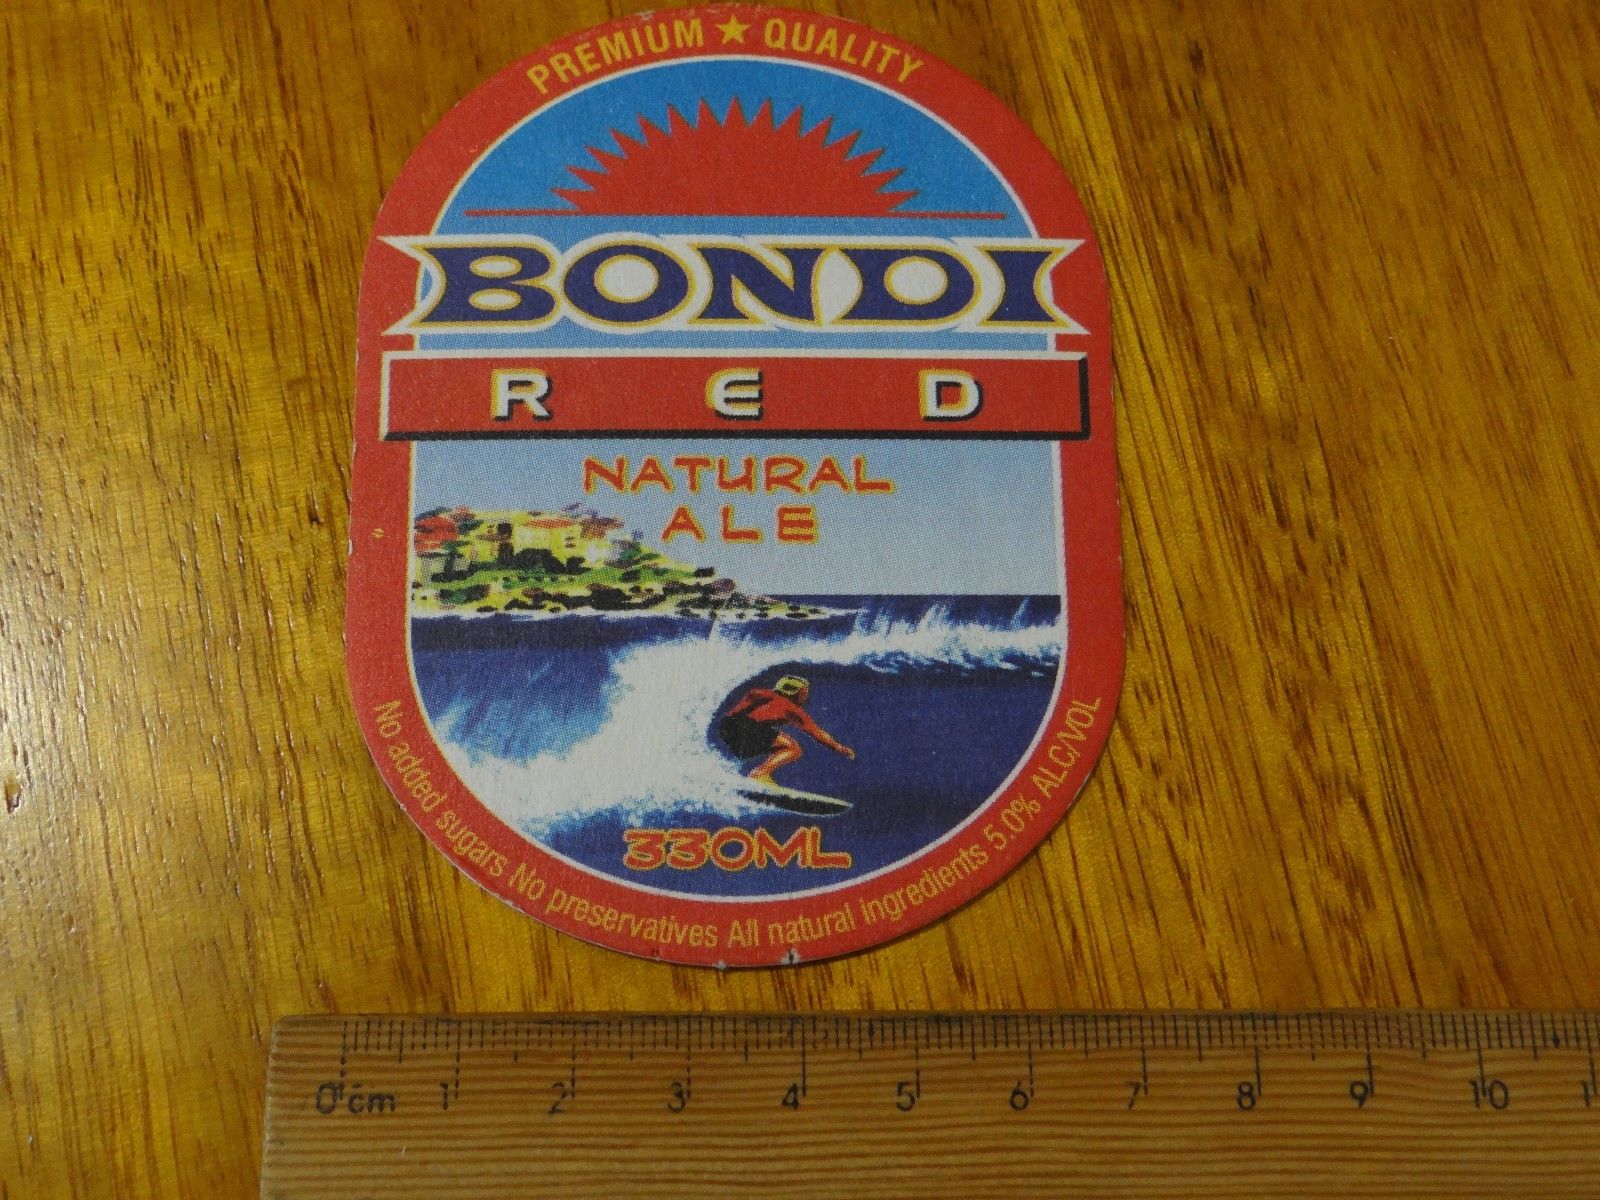 PREMIUM ★ QUALITY
BONDI
RED
NATURAL
ALE
330ML
No added sugars No preservatives All natural ingredients 5.0% ALC/VOL
0 cm 1 2 3 4 5 6 7 8 9 10